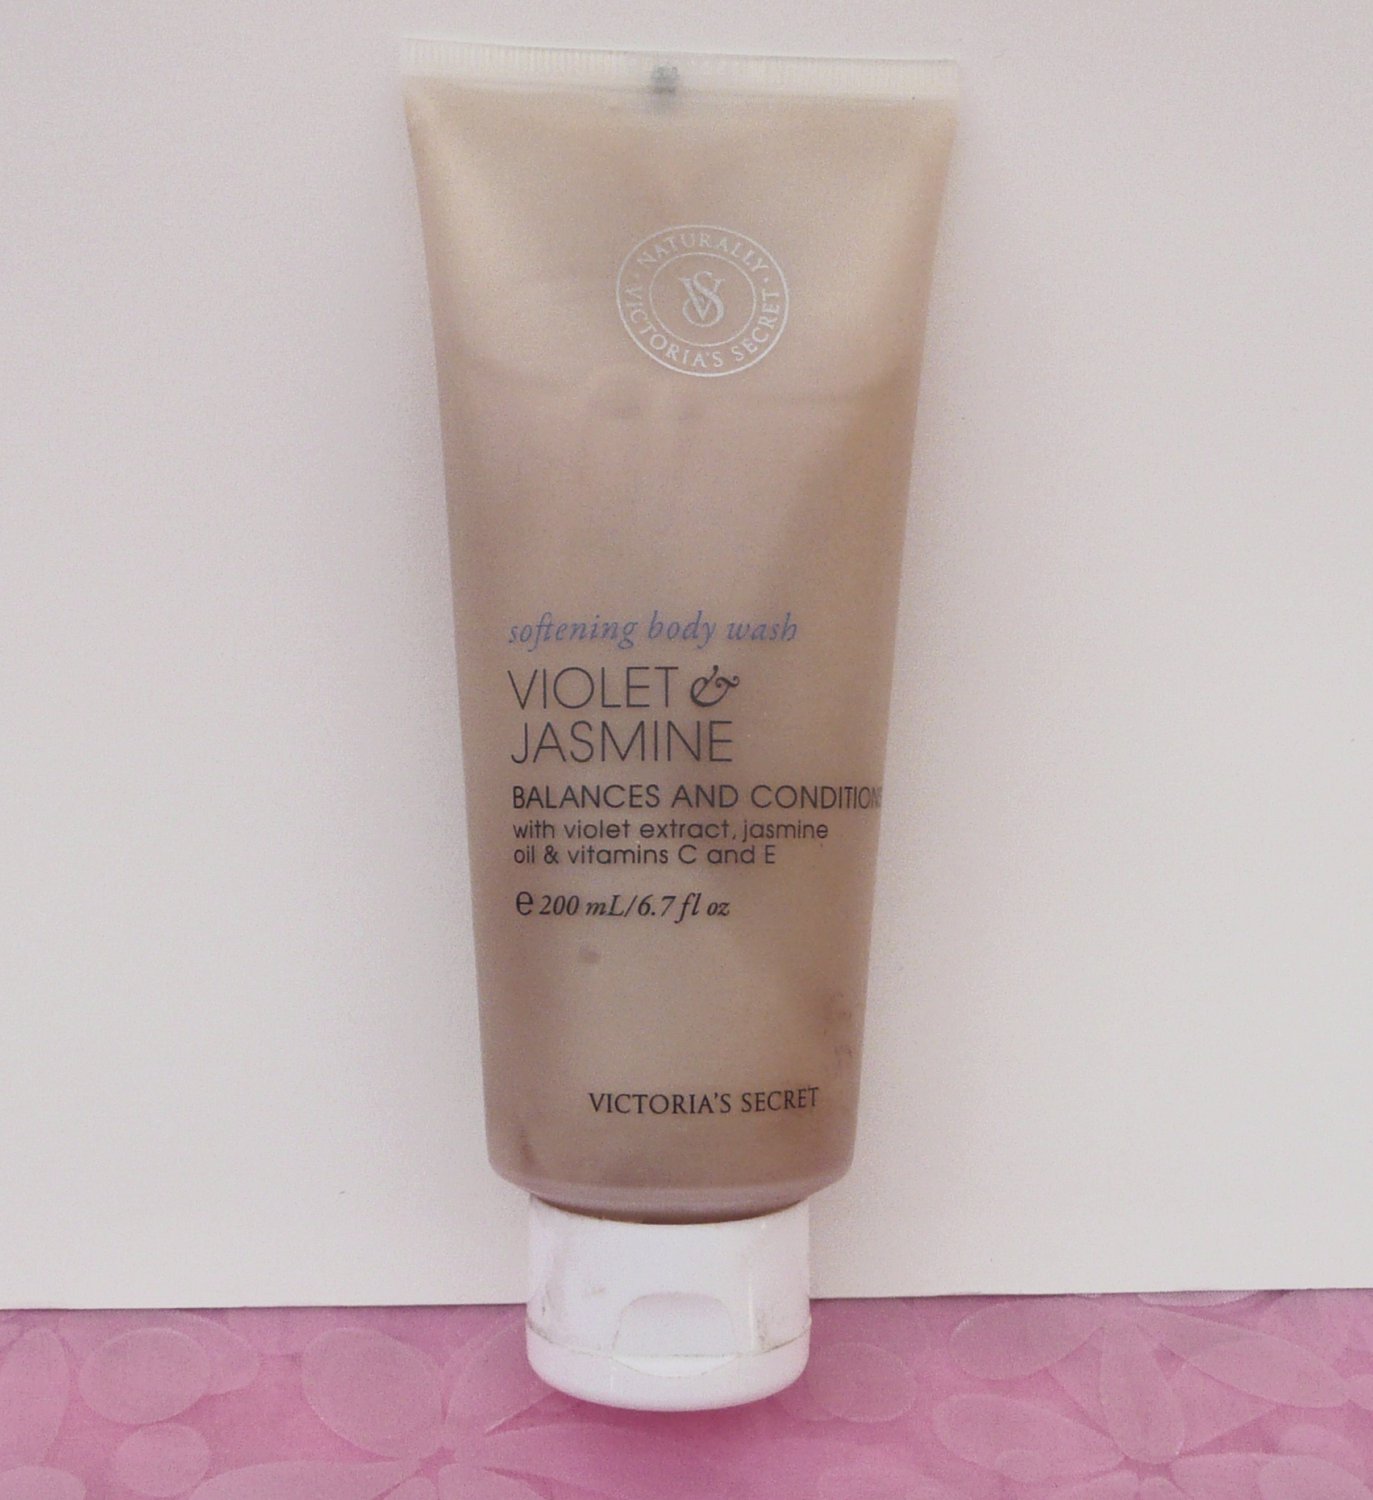 NATURALLY
VS
VICTORIA'S SECRET
softening body wash
VIOLET &
JASMINE
BALANCES AND CONDITIONS
with violet extract, jasmine
oil & vitamins C and E
e 200 mL/6.7 fl oz
VICTORIA'S SECRET